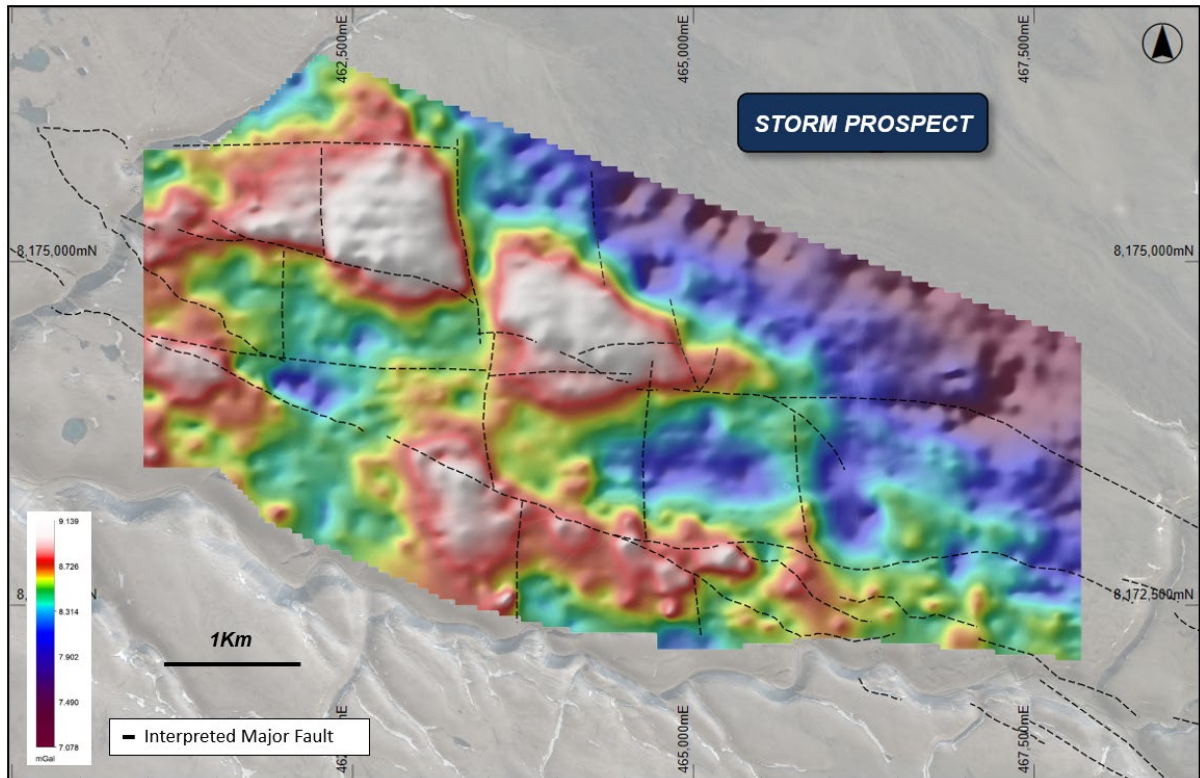 462,500mE
465,000mE
467,500mE
STORM PROSPECT
8,175,000mN
8,175,000mN
9.139
8.726
8.314
7.902
7.490
7.078
mGal
8,172,500mN
1Km
465,000mE
467,500mE
Interpreted Major Fault